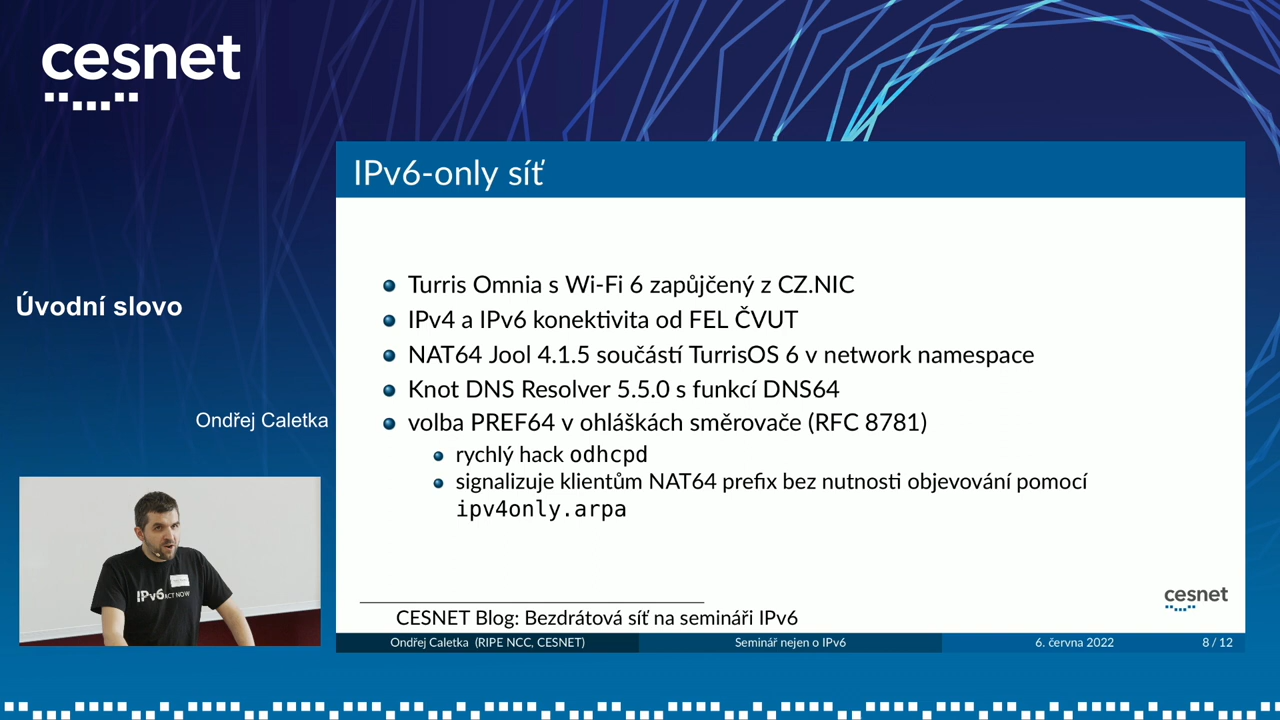 cesnet
IPv6-only síť
Turris Omnia s Wi-Fi 6 zapůjčený z CZ.NIC
IPv4 a IPv6 konektivita od FEL ČVUT
NAT64 Jool 4.1.5 součástí TurrisOS 6 v network namespace
Knot DNS Resolver 5.5.0 s funkcí DNS64
volba PREF64 v ohláškách směrovače (RFC 8781)
rychlý hack odhcpd
signalizuje klientům NAT64 prefix bez nutnosti objevování pomocí
ipv4only.arpa
cesnet
CESNET Blog: Bezdrátová síť na semináři IPv6
Ondřej Caletka (RIPE NCC, CESNET) Seminář nejen o IPv6 6. června 2022 8 / 12
Úvodní slovo
Ondřej Caletka
IPv6 ACT NOW